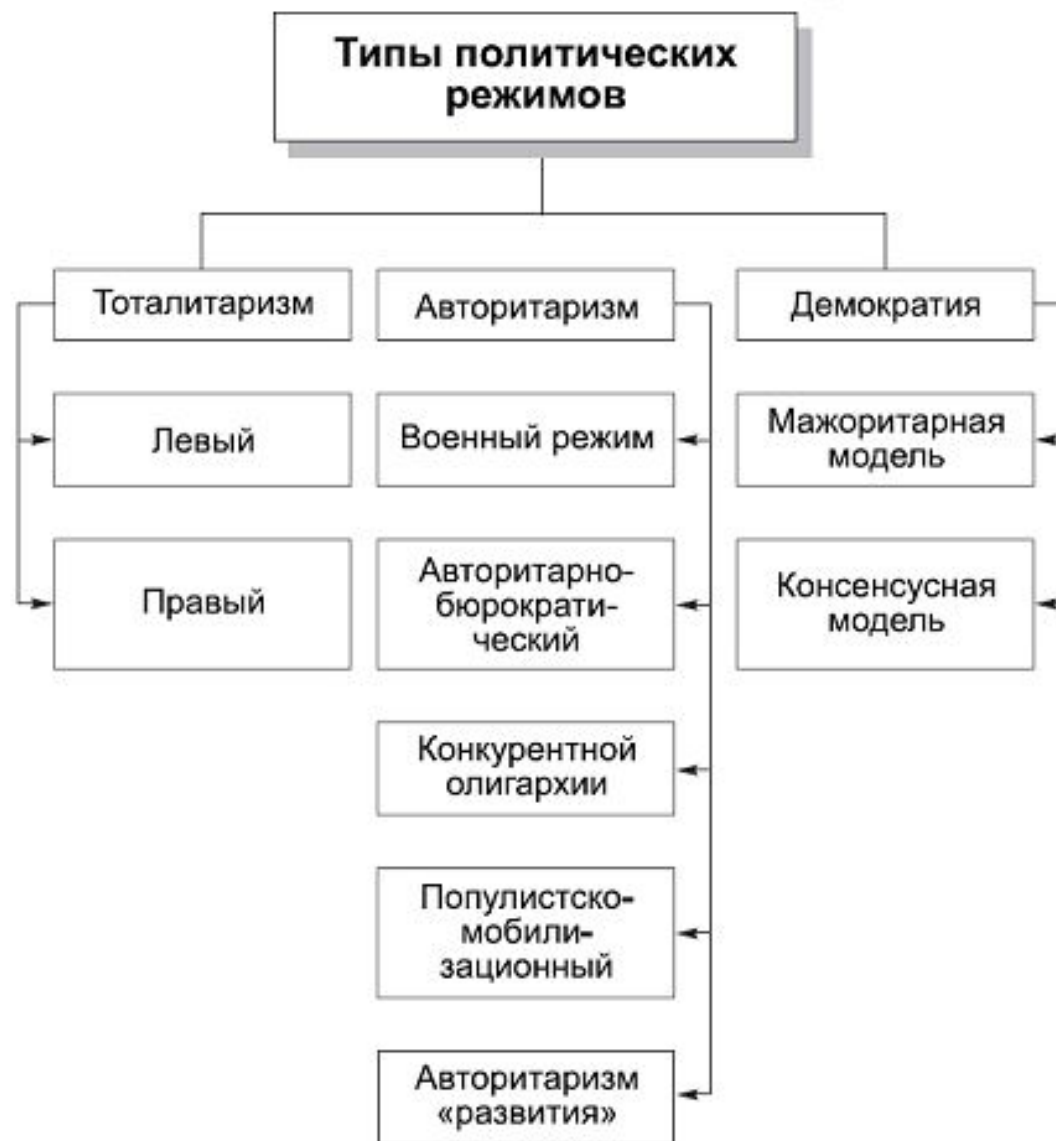 Типы политических
режимов
Тоталитаризм
Авторитаризм
Демократия
Левый
Военный режим
Мажоритарная
модель
Правый
Авторитарно-
бюрократи-
ческий
Консенсусная
модель
Конкурентной
олигархии
Популистско-
мобили-
зационный
Авторитаризм
«развития»